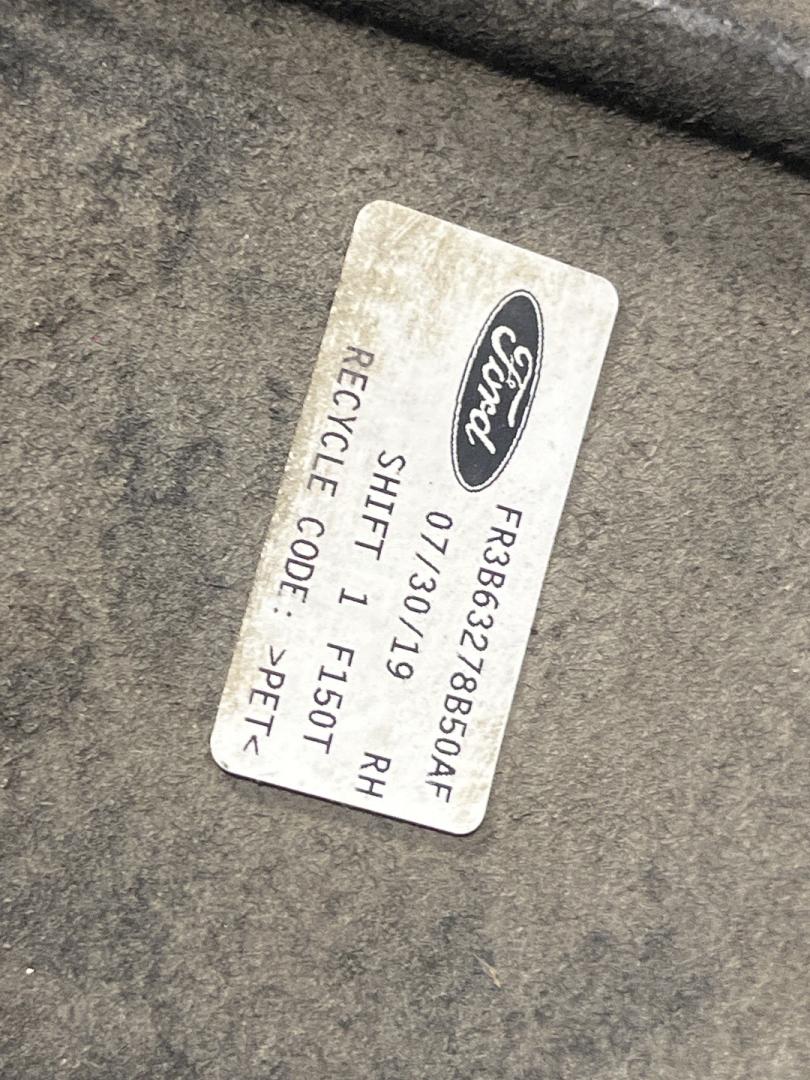 Ford
FR3B63278B50AF
07/30/19 RH
SHIFT 1 F150T
RECYCLE CODE: >PET<